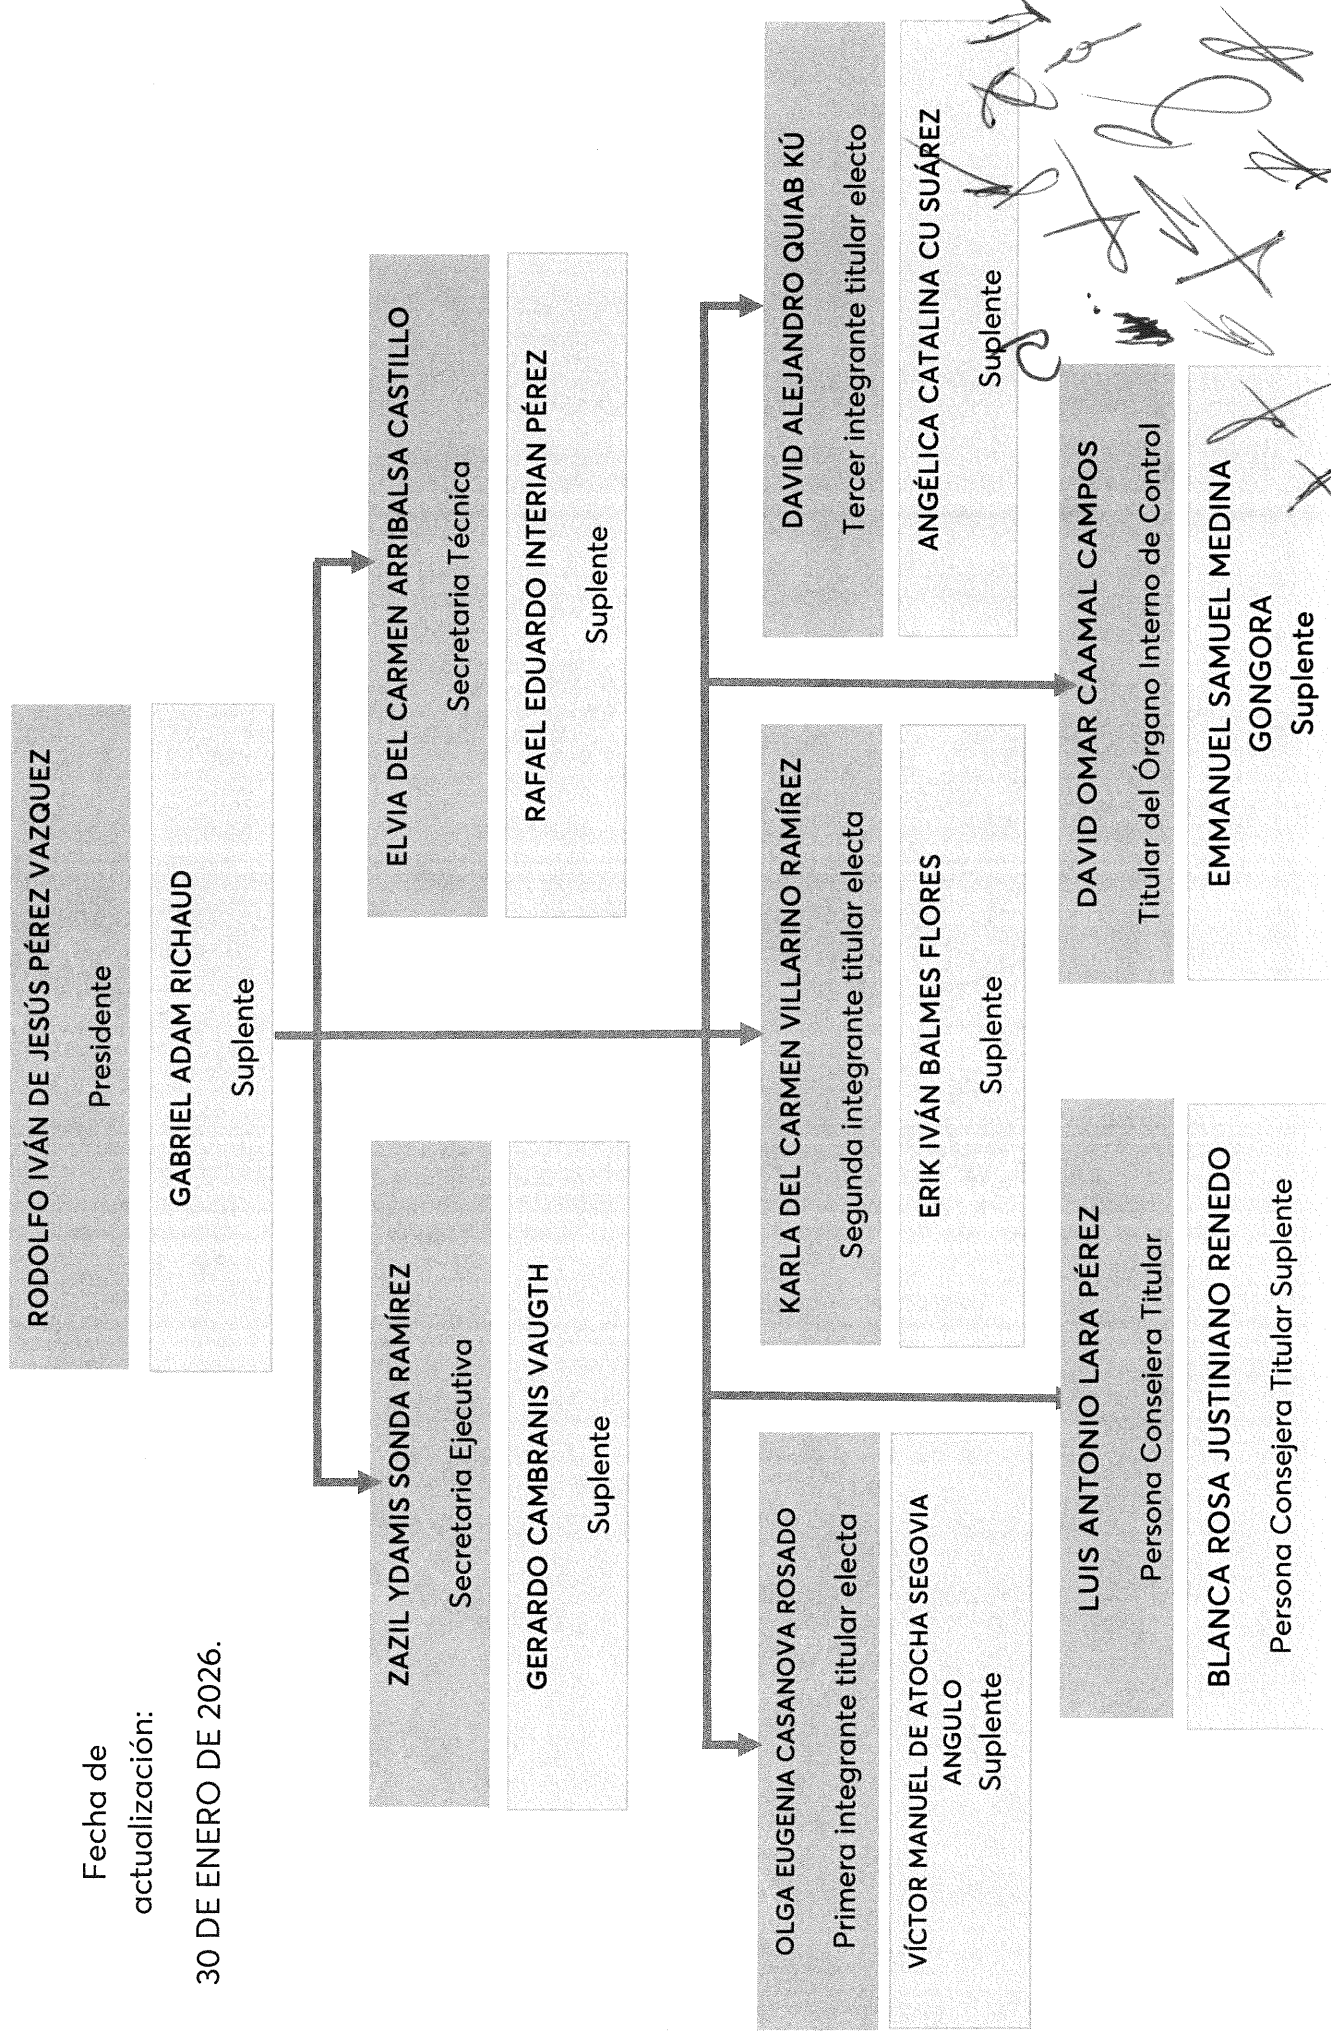 Fecha de
actualización:
30 DE ENERO DE 2026.
RODOLFO IVÁN DE JESÚS PÉREZ VAZQUEZ
Presidente
GABRIEL ADAM RICHAUD
Suplente
ZAZIL YDAMIS SONDA RAMÍREZ
Secretaria Ejecutiva
GERARDO CAMBRANIS VAUGTH
Suplente
ELVIA DEL CARMEN ARRIBALSA CASTILLO
Secretaria Técnica
RAFAEL EDUARDO INTERIAN PÉREZ
Suplente
OLGA EUGENIA CASANOVA ROSADO
Primera integrante titular electa
VÍCTOR MANUEL DE ATOCHA SEGOVIA
ANGULO
Suplente
KARLA DEL CARMEN VILLARINO RAMÍREZ
Segunda integrante titular electa
ERIK IVÁN BALMES FLORES
Suplente
DAVID ALEJANDRO QUIAB KÚ
Tercer integrante titular electo
ANGÉLICA CATALINA CU SUÁREZ
Suplente
LUIS ANTONIO LARA PÉREZ
Persona Consejera Titular
BLANCA ROSA JUSTINIANO RENEDO
Persona Consejera Titular Suplente
DAVID OMAR CAAMAL CAMPOS
Titular del Órgano Interno de Control
EMMANUEL SAMUEL MEDINA
GONGORA
Suplente